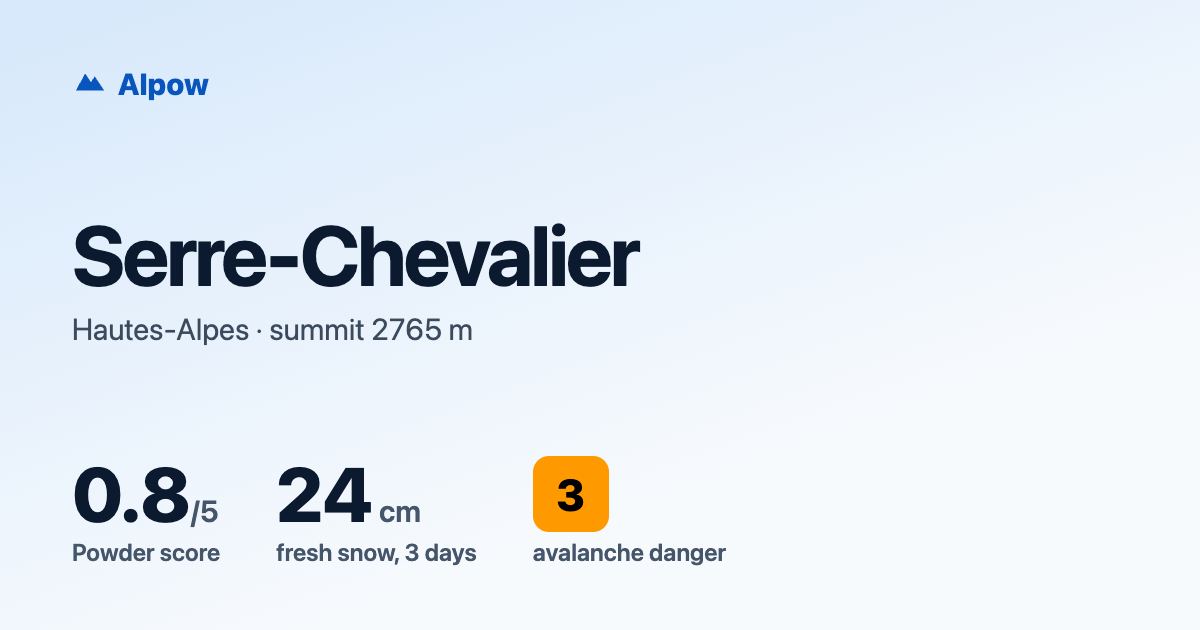 Alpow
Serre-Chevalier
Hautes-Alpes · summit 2765 m
0.8/5
Powder score
24 cm
fresh snow, 3 days
3
avalanche danger